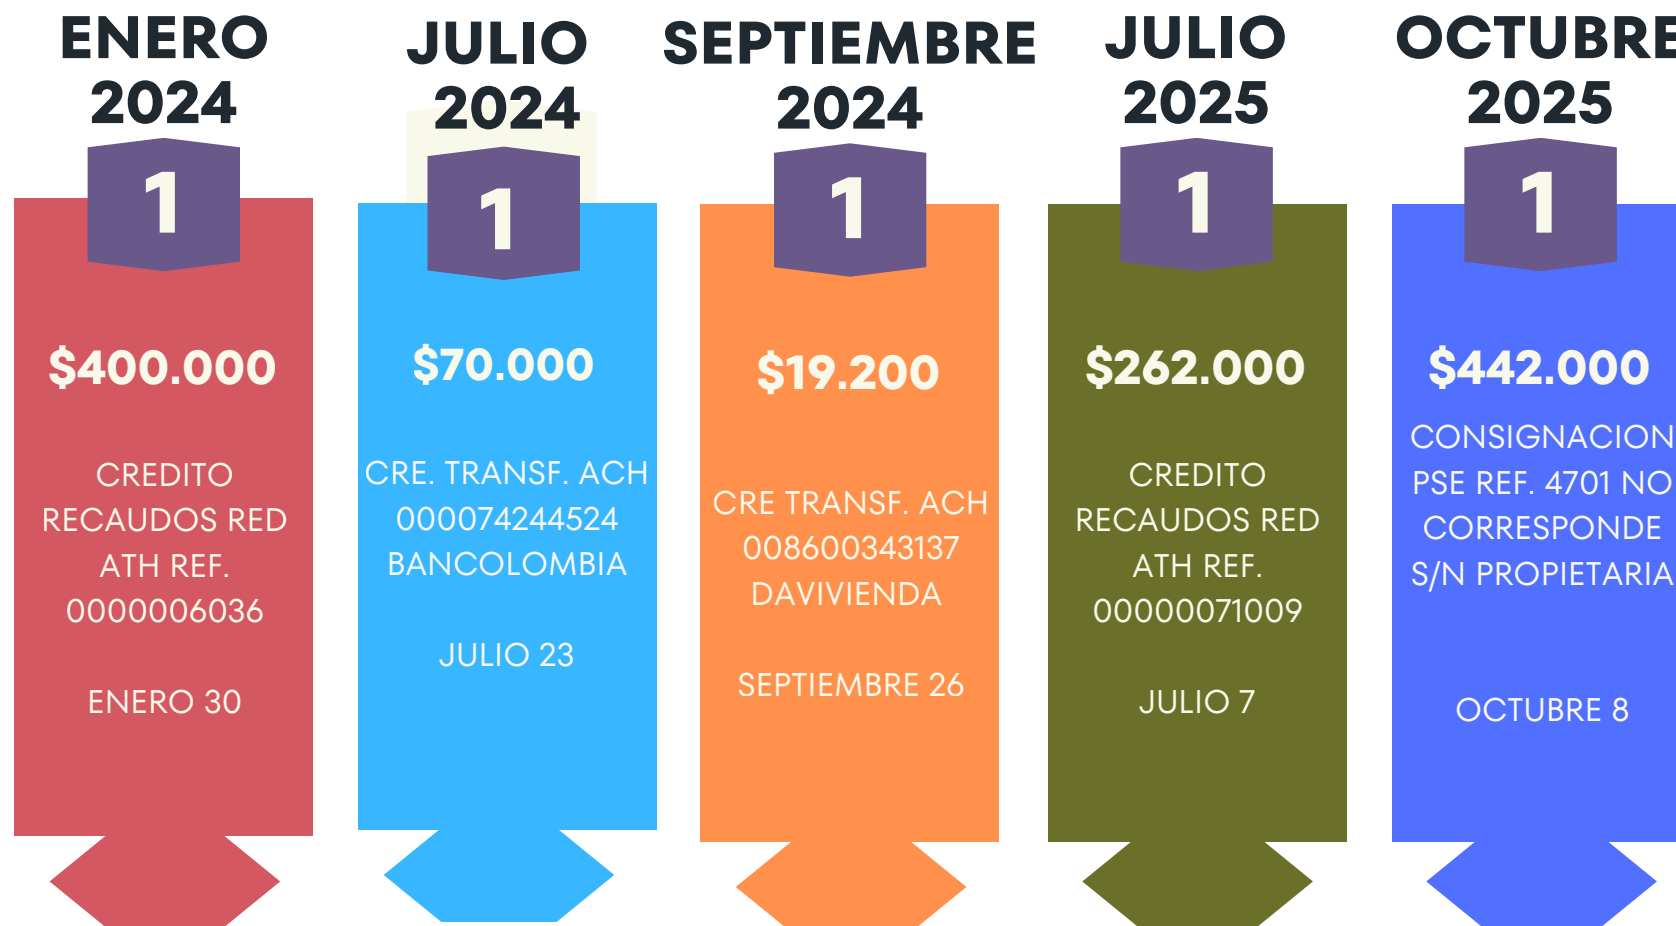 ENERO
2024
1
$400.000
CREDITO
RECAUDOS RED
ATH REF.
0000006036
ENERO 30
JULIO
2024
1
$70.000
CRE. TRANSF. ACH
000074244524
BANCOLOMBIA
JULIO 23
SEPTIEMBRE
2024
1
$19.200
CRE TRANSF. ACH
008600343137
DAVIVIENDA
SEPTIEMBRE 26
JULIO
2025
1
$262.000
CREDITO
RECAUDOS RED
ATH REF.
00000071009
JULIO 7
OCTUBRE
2025
1
$442.000
CONSIGNACION
PSE REF. 4701 NO
CORRESPONDE
S/N PROPIETARIA
OCTUBRE 8